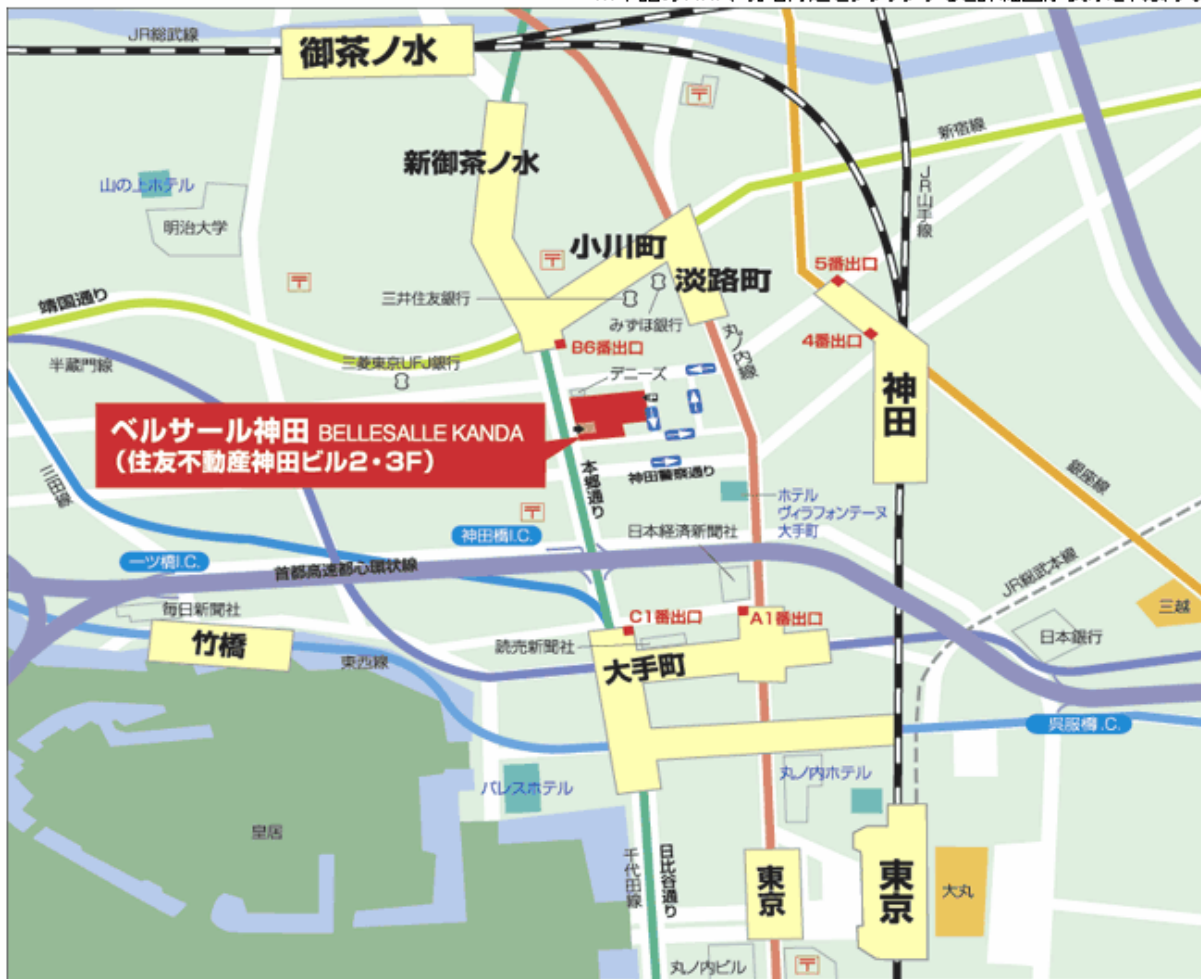 JR総武線
御茶ノ水
新宿線
新御茶ノ水
JR山手線
山の上ホテル
明治大学
小川町
淡路町
5番出口
三井住友銀行
みずほ銀行
靖国通り
丸ノ内線
4番出口
B6番出口
半蔵門線
三菱東京UFJ銀行
デニーズ
神田
ベルサール神田 BELLESALLE KANDA
(住友不動産神田ビル2・3F)
三田線
本郷通り
神田警察通り
銀座線
ホテル
ヴィラフォンテーヌ
大手町
日本経済新聞社
神田橋I.C.
一ツ橋I.C.
首都高速都心環状線
JR総武本線
三越
毎日新聞社
C1番出口
A1番出口
日本銀行
竹橋
読売新聞社
東西線
大手町
呉服橋I.C.
パレスホテル
丸ノ内ホテル
皇居
千代田線
日比谷通り
東京
東京
大丸
丸ノ内ビル